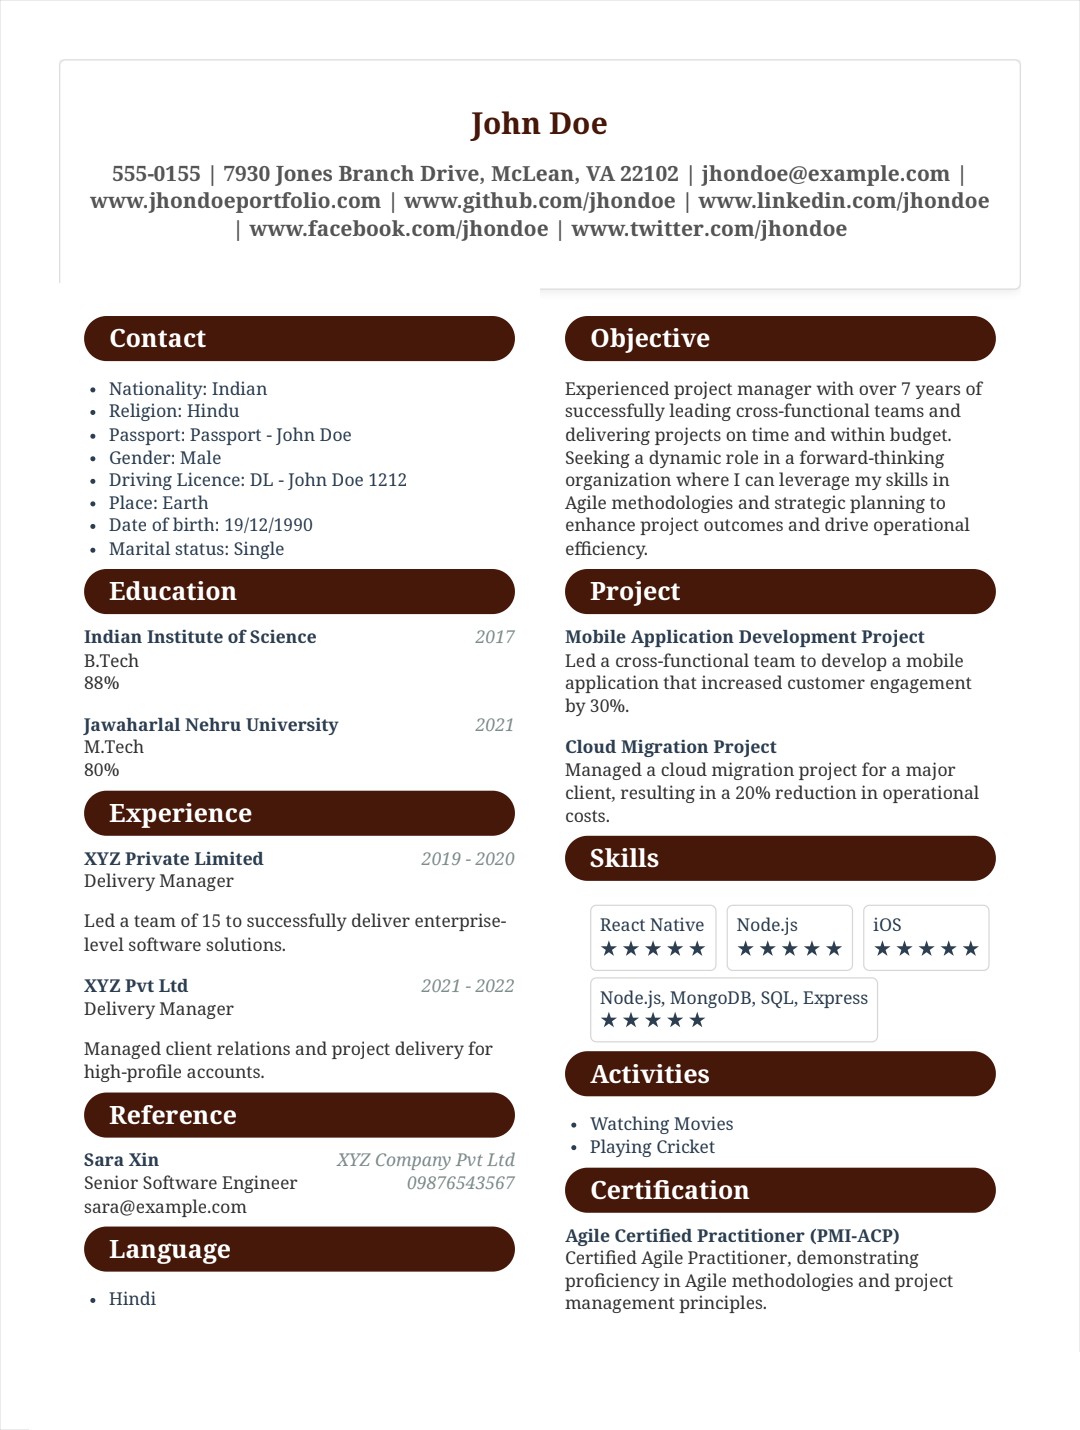 John Doe
555-0155 | 7930 Jones Branch Drive, McLean, VA 22102 | jhondoe@example.com |
www.jhondoeportfolio.com | www.github.com/jhondoe | www.linkedin.com/jhondoe
| www.facebook.com/jhondoe | www.twitter.com/jhondoe
Contact
• Nationality: Indian
• Religion: Hindu
• Passport: Passport - John Doe
• Gender: Male
• Driving Licence: DL - John Doe 1212
• Place: Earth
• Date of birth: 19/12/1990
• Marital status: Single
Education
Indian Institute of Science 2017
B.Tech
88%
Jawaharlal Nehru University 2021
M.Tech
80%
Experience
XYZ Private Limited 2019 - 2020
Delivery Manager
Led a team of 15 to successfully deliver enterprise-
level software solutions.
XYZ Pvt Ltd 2021 - 2022
Delivery Manager
Managed client relations and project delivery for
high-profile accounts.
Reference
Sara Xin XYZ Company Pvt Ltd
Senior Software Engineer 09876543567
sara@example.com
Language
• Hindi
Objective
Experienced project manager with over 7 years of
successfully leading cross-functional teams and
delivering projects on time and within budget.
Seeking a dynamic role in a forward-thinking
organization where I can leverage my skills in
Agile methodologies and strategic planning to
enhance project outcomes and drive operational
efficiency.
Project
Mobile Application Development Project
Led a cross-functional team to develop a mobile
application that increased customer engagement
by 30%.
Cloud Migration Project
Managed a cloud migration project for a major
client, resulting in a 20% reduction in operational
costs.
Skills
React Native Node.js iOS
★★★★★ ★★★★★ ★★★★★
Node.js, MongoDB, SQL, Express
★★★★★
Activities
• Watching Movies
• Playing Cricket
Certification
Agile Certified Practitioner (PMI-ACP)
Certified Agile Practitioner, demonstrating
proficiency in Agile methodologies and project
management principles.